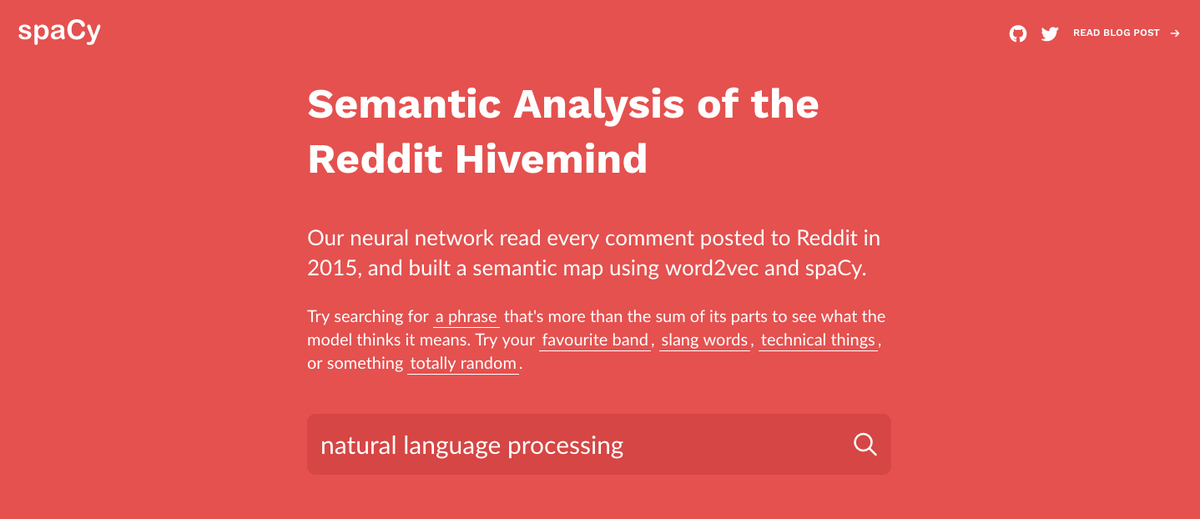 spaCy
READ BLOG POST →
Semantic Analysis of the
Reddit Hivemind
Our neural network read every comment posted to Reddit in
2015, and built a semantic map using word2vec and spaCy.
Try searching for a phrase that's more than the sum of its parts to see what the
model thinks it means. Try your favourite band, slang words, technical things,
or something totally random.
natural language processing